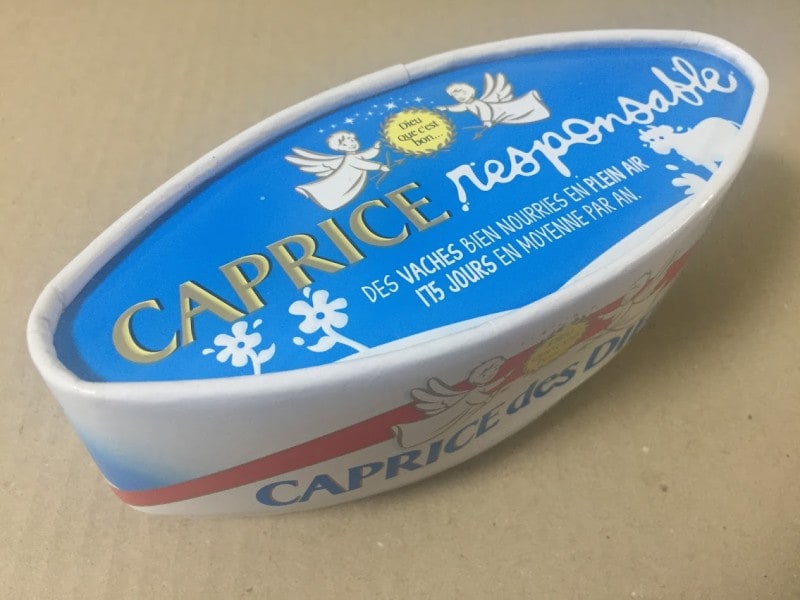 Dieu
que c'est
bon...
CAPRICE responsable
DES VACHES BIEN NOURRIES EN PLEIN AIR
175 JOURS EN MOYENNE PAR AN.
CAPRICE des